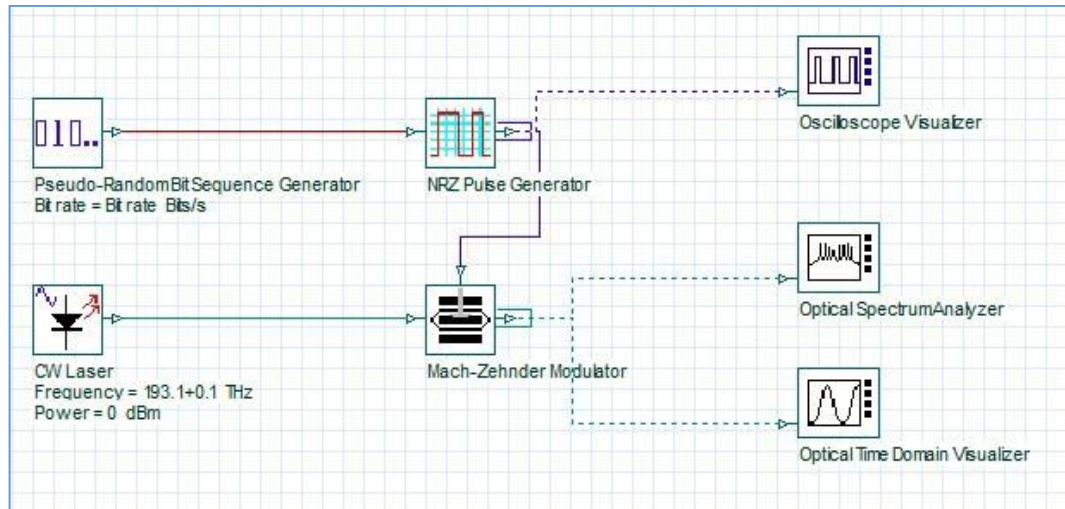 Oscilloscope Visualizer
Pseudo-Random Bit Sequence Generator
Bit rate = Bit rate Bits/s
NRZ Pulse Generator
Optical Spectrum Analyzer
CW Laser
Frequency = 193.1+0.1 THz
Power = 0 dBm
Mach-Zehnder Modulator
Optical Time Domain Visualizer